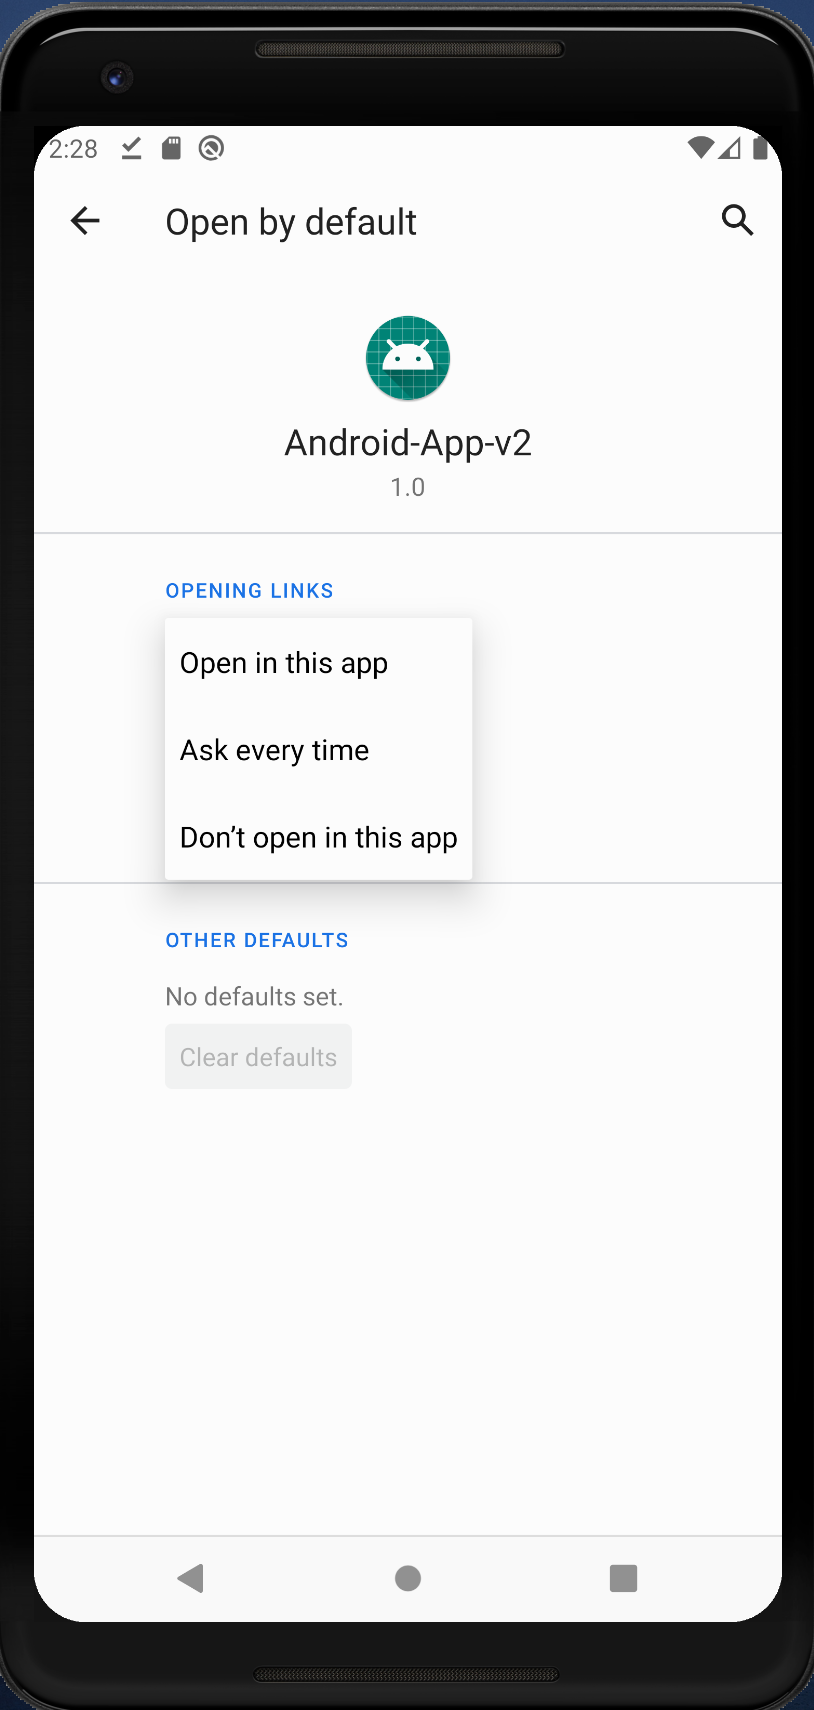 2:28
Open by default
Android-App-v2
1.0
OPENING LINKS
Open in this app
Ask every time
Don’t open in this app
OTHER DEFAULTS
No defaults set.
Clear defaults